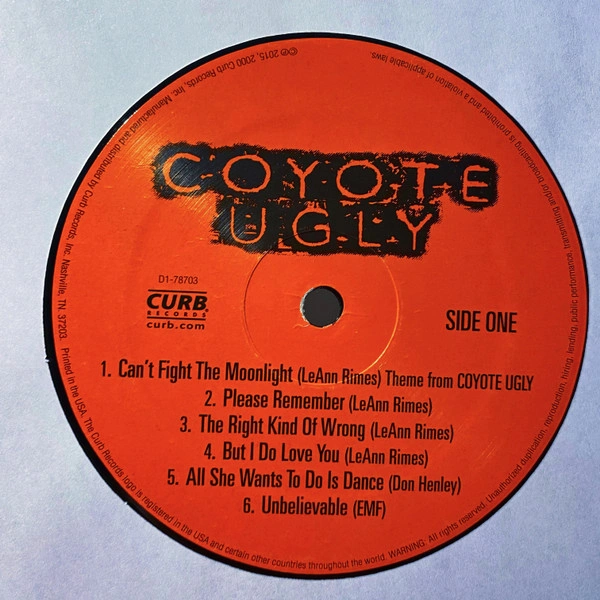 COYOTE
UGLY
D1-78703
CURB
RECORDS
curb.com
SIDE ONE
1. Can't Fight The Moonlight (LeAnn Rimes) Theme from COYOTE UGLY
2. Please Remember (LeAnn Rimes)
3. The Right Kind Of Wrong (LeAnn Rimes)
4. But I Do Love You (LeAnn Rimes)
5. All She Wants To Do Is Dance (Don Henley)
6. Unbelievable (EMF)
©℗ 2015, 2000 Curb Records, Inc. Manufactured and distributed by Curb Records, Inc. Nashville, TN. 37203. Printed in the USA. The Curb Records logo is registered in the USA and certain other countries throughout the world. WARNING: All rights reserved. Unauthorized duplication, reproduction, hiring, lending, public performance, transmitting and/or broadcasting is prohibited and a violation of applicable laws.